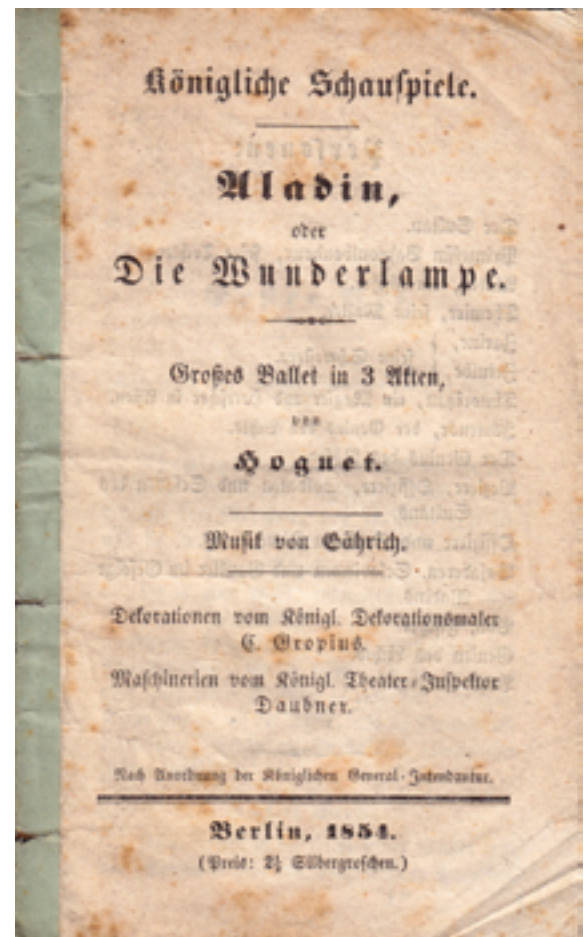 Königliche Schauspiele.
Aladin,
oder
Die Wunderlampe.
Großes Ballet in 3 Akten,
von
Hoguet.
Musik von Gährich.
Dekorationen vom Königl. Dekorationsmaler
C. Gropius.
Maschinerien vom Königl. Theater-Inspektor
Daubner.
Nach Anordnung der Königlichen General-Intendantur.
Berlin, 1854.
(Preis: 2½ Silbergroschen.)